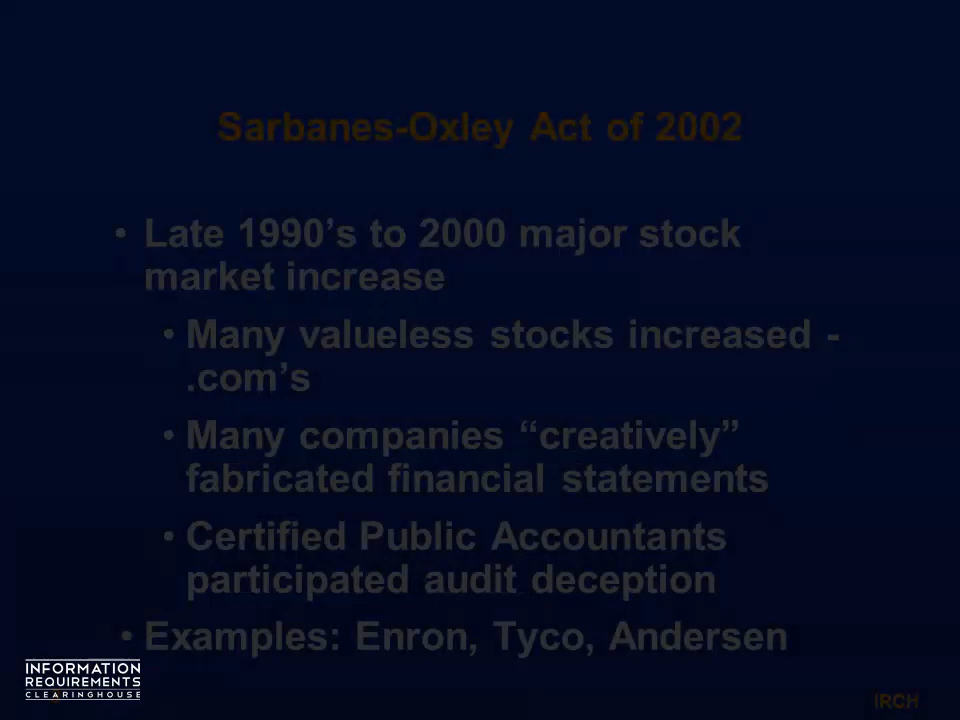 Sarbanes-Oxley Act of 2002
• Late 1990’s to 2000 major stock
market increase
• Many valueless stocks increased -
.com’s
• Many companies “creatively”
fabricated financial statements
• Certified Public Accountants
participated audit deception
• Examples: Enron, Tyco, Andersen
INFORMATION
REQUIREMENTS
CLEARINGHOUSE
IRCH